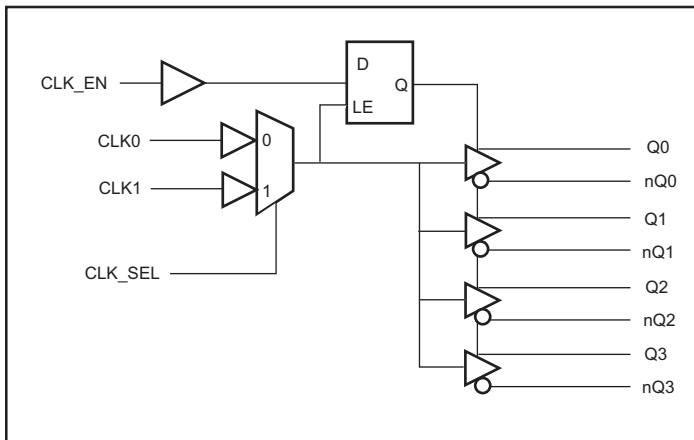 D
CLK_EN
Q
LE
CLK0
0
Q0
nQ0
CLK1
1
Q1
nQ1
CLK_SEL
Q2
nQ2
Q3
nQ3